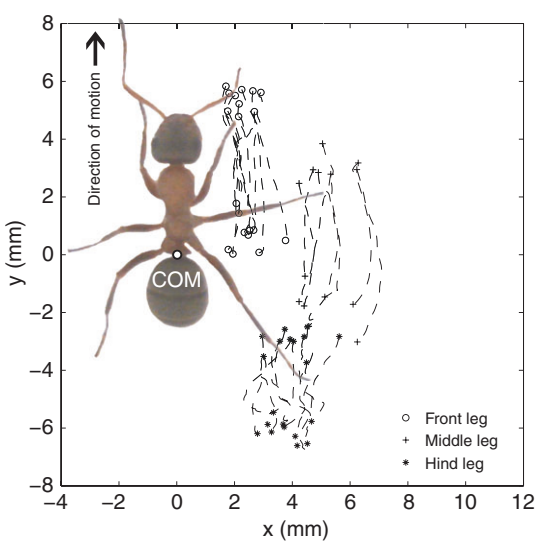 8
6
4
2
0
−2
−4
−6
−8
y (mm)
Direction of motion
COM
Front leg
Middle leg
Hind leg
−4 −2 0 2 4 6 8 10 12
x (mm)